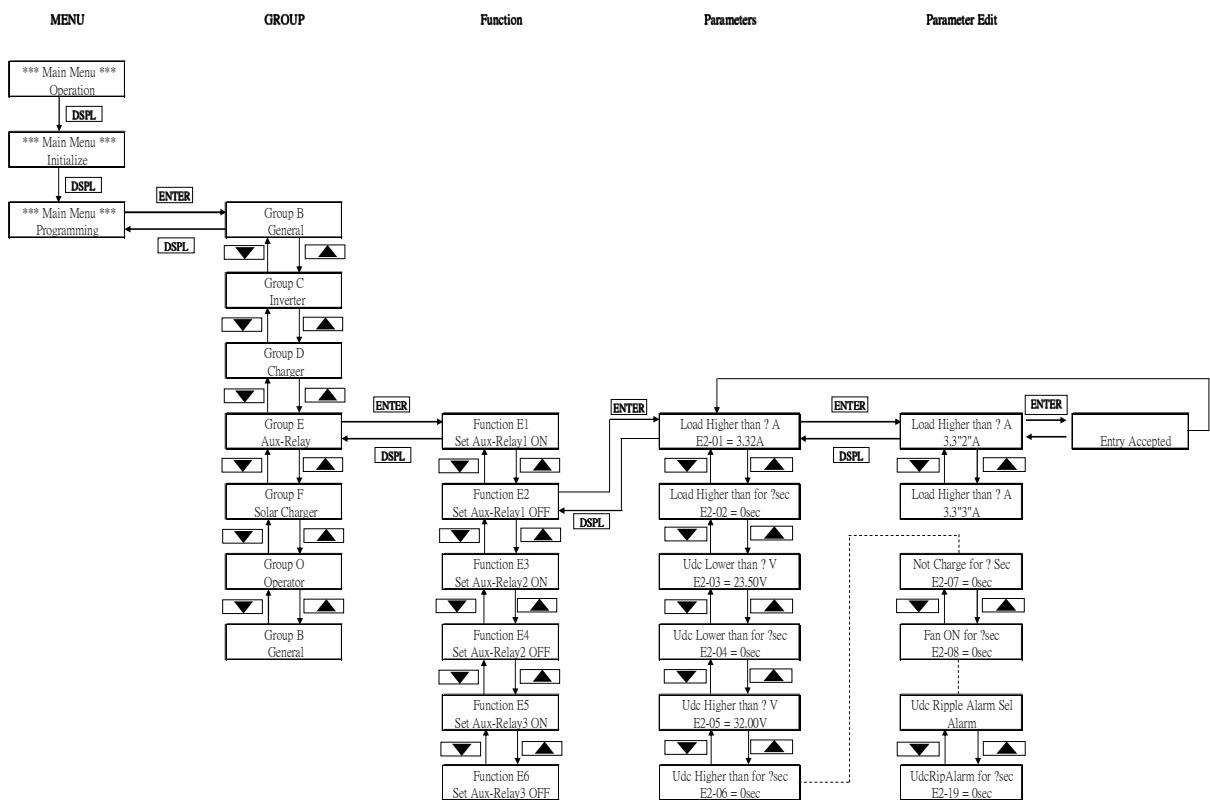 MENU
GROUP
Function
Parameters
Parameter Edit
*** Main Menu ***
Operation
DSPL
*** Main Menu ***
Initialize
DSPL
*** Main Menu ***
Programming
ENTER
DSPL
Group B
General
Group C
Inverter
Group D
Charger
Group E
Aux-Relay
Group F
Solar Charger
Group O
Operator
Group B
General
ENTER
DSPL
Function E1
Set Aux-Relay1 ON
Function E2
Set Aux-Relay1 OFF
Function E3
Set Aux-Relay2 ON
Function E4
Set Aux-Relay2 OFF
Function E5
Set Aux-Relay3 ON
Function E6
Set Aux-Relay3 OFF
ENTER
DSPL
Load Higher than ? A
E2-01 = 3.32A
Load Higher than for ?sec
E2-02 = 0sec
Udc Lower than ? V
E2-03 = 23.50V
Udc Lower than for ?sec
E2-04 = 0sec
Udc Higher than ? V
E2-05 = 32.00V
Udc Higher than for ?sec
E2-06 = 0sec
ENTER
DSPL
Load Higher than ? A
3.3"2"A
Load Higher than ? A
3.3"3"A
ENTER
Entry Accepted
Not Charge for ? Sec
E2-07 = 0sec
Fan ON for ?sec
E2-08 = 0sec
Udc Ripple Alarm Sel
Alarm
UdcRipAlarm for ?sec
E2-19 = 0sec